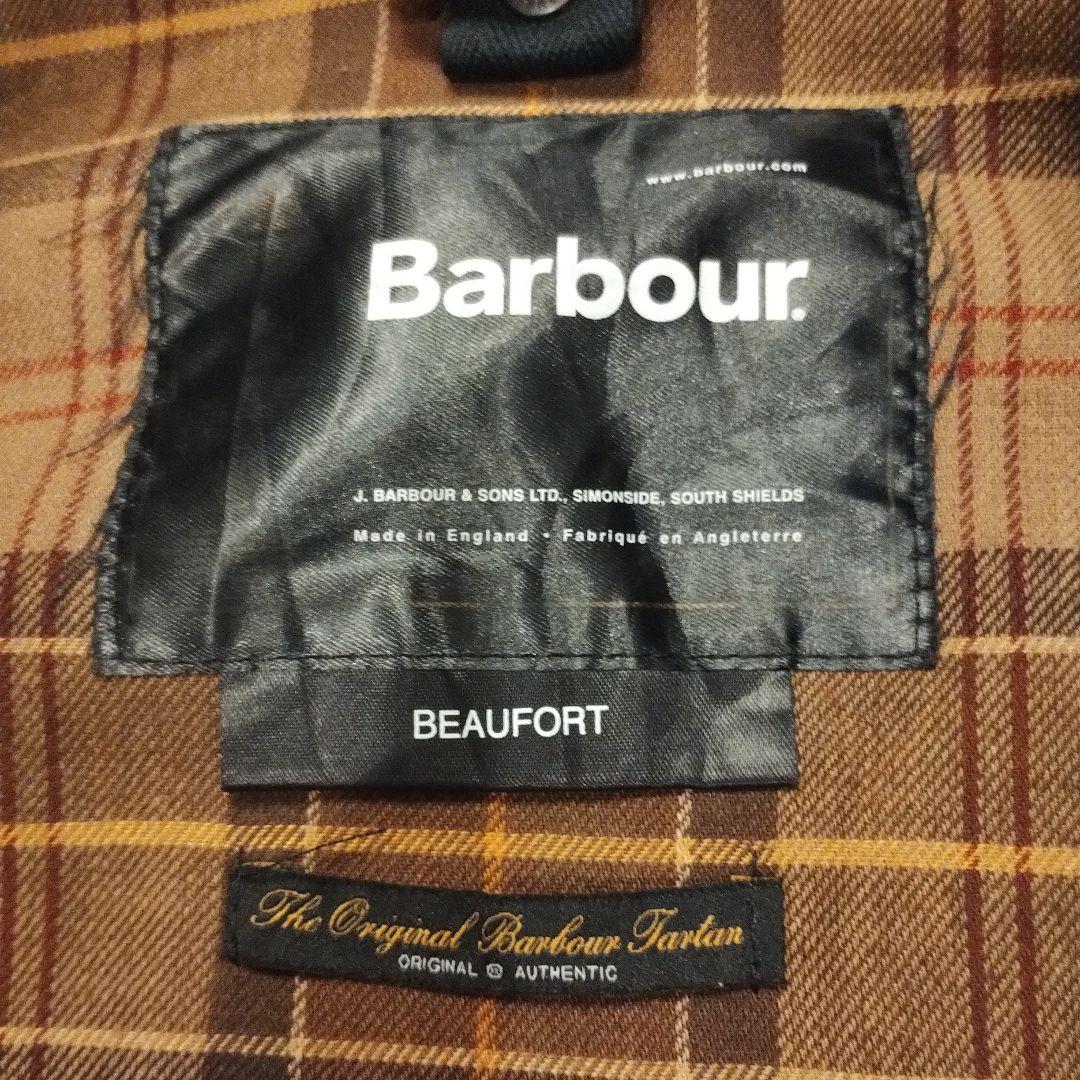 www.barbour.com
Barbour.
J. BARBOUR & SONS LTD., SIMONSIDE, SOUTH SHIELDS
Made in England • Fabriqué en Angleterre
BEAUFORT
The Original Barbour Tartan
ORIGINAL AUTHENTIC